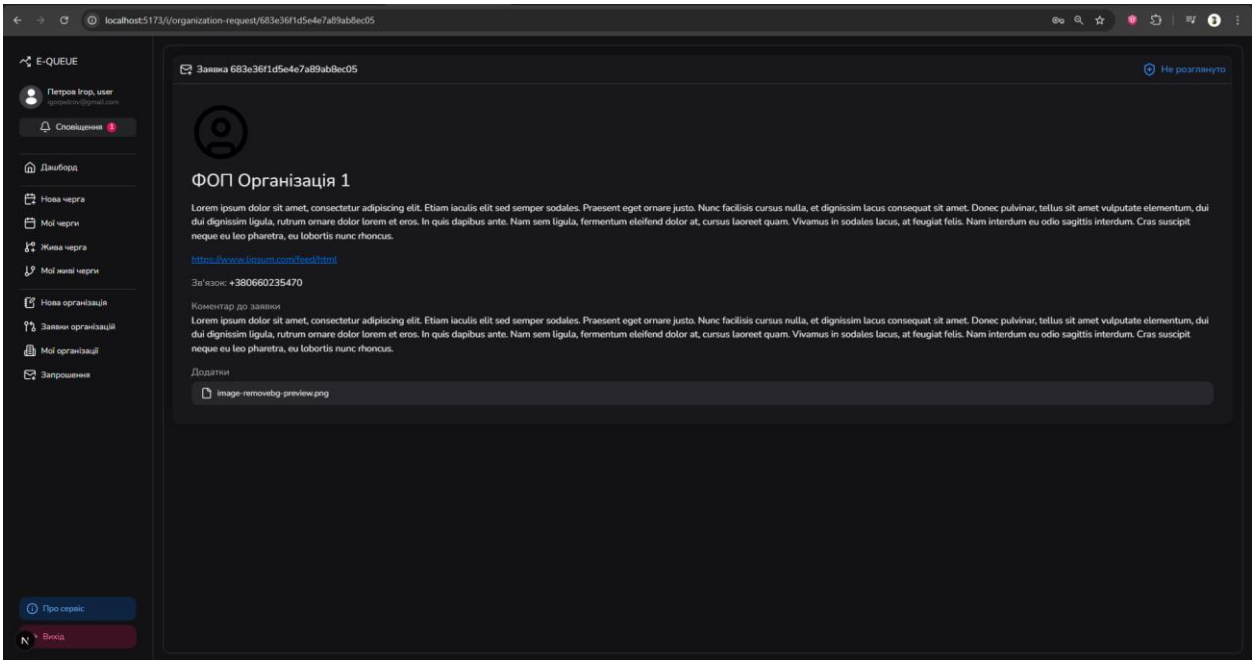 localhost:5173/i/organization-request/683e36f1d5e4e7a89ab8ec05
E-QUEUE
Петров Ігор, user
igorpetrov@gmail.com
Сповіщення 1
Дашборд
Нова черга
Мої черги
Жива черга
Мої живі черги
Нова організація
Заявки організацій
Мої організації
Запрошення
Про сервіс
Вихід
N
Заявка 683e36f1d5e4e7a89ab8ec05
Не розглянуто
ФОП Організація 1
Lorem ipsum dolor sit amet, consectetur adipiscing elit. Etiam iaculis elit sed semper sodales. Praesent eget ornare justo. Nunc facilisis cursus nulla, et dignissim lacus consequat sit amet. Donec pulvinar, tellus sit amet vulputate elementum, dui
dui dignissim ligula, rutrum ornare dolor lorem et eros. In quis dapibus ante. Nam sem ligula, fermentum eleifend dolor at, cursus laoreet quam. Vivamus in sodales lacus, at feugiat felis. Nam interdum eu odio sagittis interdum. Cras suscipit
neque eu leo pharetra, eu lobortis nunc rhoncus.
https://www.lipsum.com/feed/html
Зв'язок: +380660235470
Коментар до заявки
Lorem ipsum dolor sit amet, consectetur adipiscing elit. Etiam iaculis elit sed semper sodales. Praesent eget ornare justo. Nunc facilisis cursus nulla, et dignissim lacus consequat sit amet. Donec pulvinar, tellus sit amet vulputate elementum, dui
dui dignissim ligula, rutrum ornare dolor lorem et eros. In quis dapibus ante. Nam sem ligula, fermentum eleifend dolor at, cursus laoreet quam. Vivamus in sodales lacus, at feugiat felis. Nam interdum eu odio sagittis interdum. Cras suscipit
neque eu leo pharetra, eu lobortis nunc rhoncus.
Додатки
image-removebg-preview.png